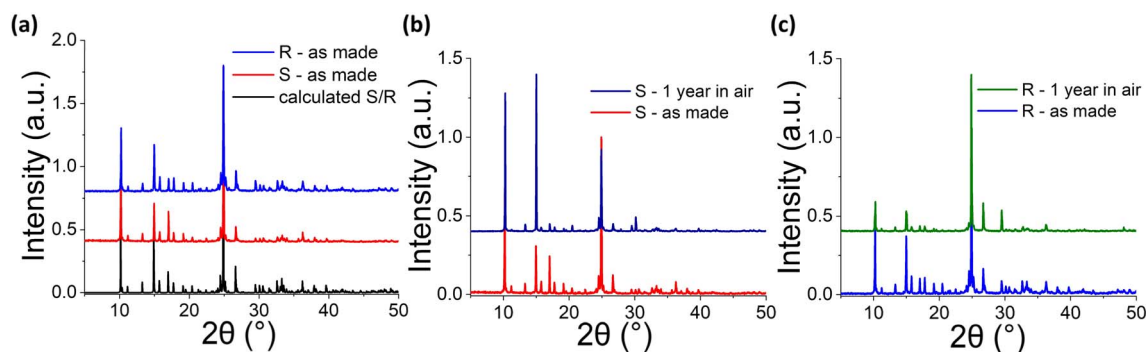 (a)
2.0
1.5
1.0
0.5
0.0
Intensity (a.u.)
R - as made
S - as made
calculated S/R
10 20 30 40 50
2θ (°)
(b)
1.5
1.0
0.5
0.0
Intensity (a.u.)
S - 1 year in air
S - as made
10 20 30 40 50
2θ (°)
(c)
1.5
1.0
0.5
0.0
Intensity (a.u.)
R - 1 year in air
R - as made
10 20 30 40 50
2θ (°)